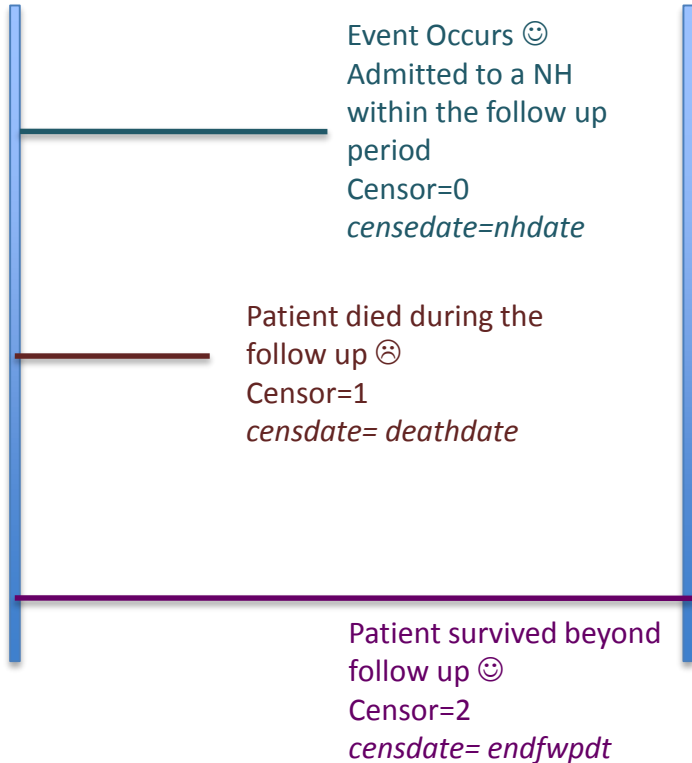 Event Occurs ☺
Admitted to a NH
within the follow up
period
Censor=0
censedate=nhdate
Patient died during the
follow up ☹
Censor=1
censdate= deathdate
Patient survived beyond
follow up ☺
Censor=2
censdate= endfwpdt